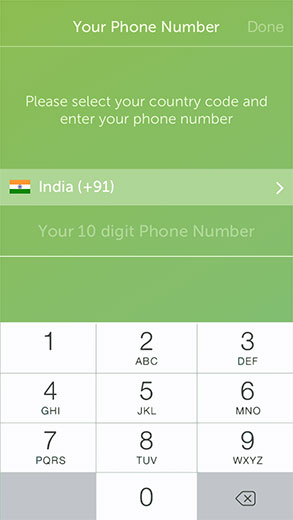 Your Phone Number Done
Please select your country code and
enter your phone number
India (+91)
Your 10 digit Phone Number
1 2 3
ABC DEF
4 5 6
GHI JKL MNO
7 8 9
PQRS TUV WXYZ
0